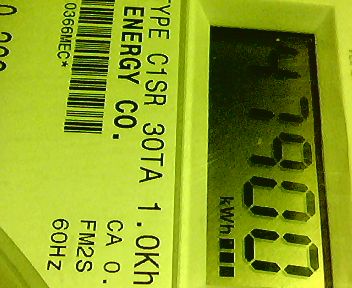 47900
kWh
TYPE C1SR 30TA 1.0Kh
ENERGY CO. CA 0.
FM2S
0366MEC* 60Hz